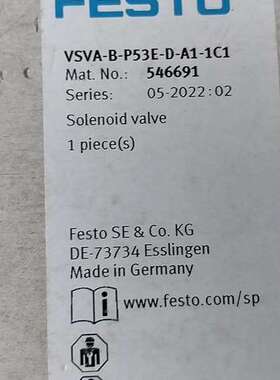 FESTO
VSVA-B-P53E-D-A1-1C1
Mat. No.: 546691
Series: 05-2022:02
Solenoid valve
1 piece(s)
Festo SE & Co. KG
DE-73734 Esslingen
Made in Germany
www.festo.com/sp